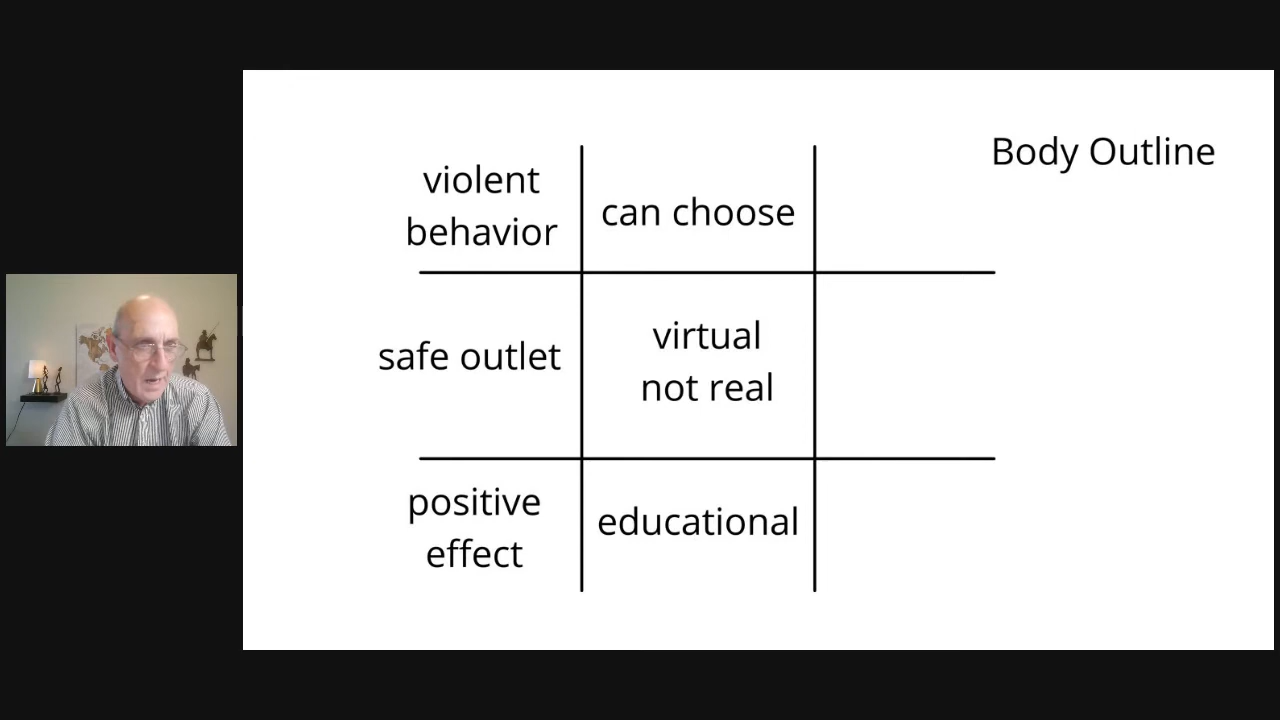 Body Outline
violent
behavior
can choose
safe outlet
virtual
not real
positive
effect
educational